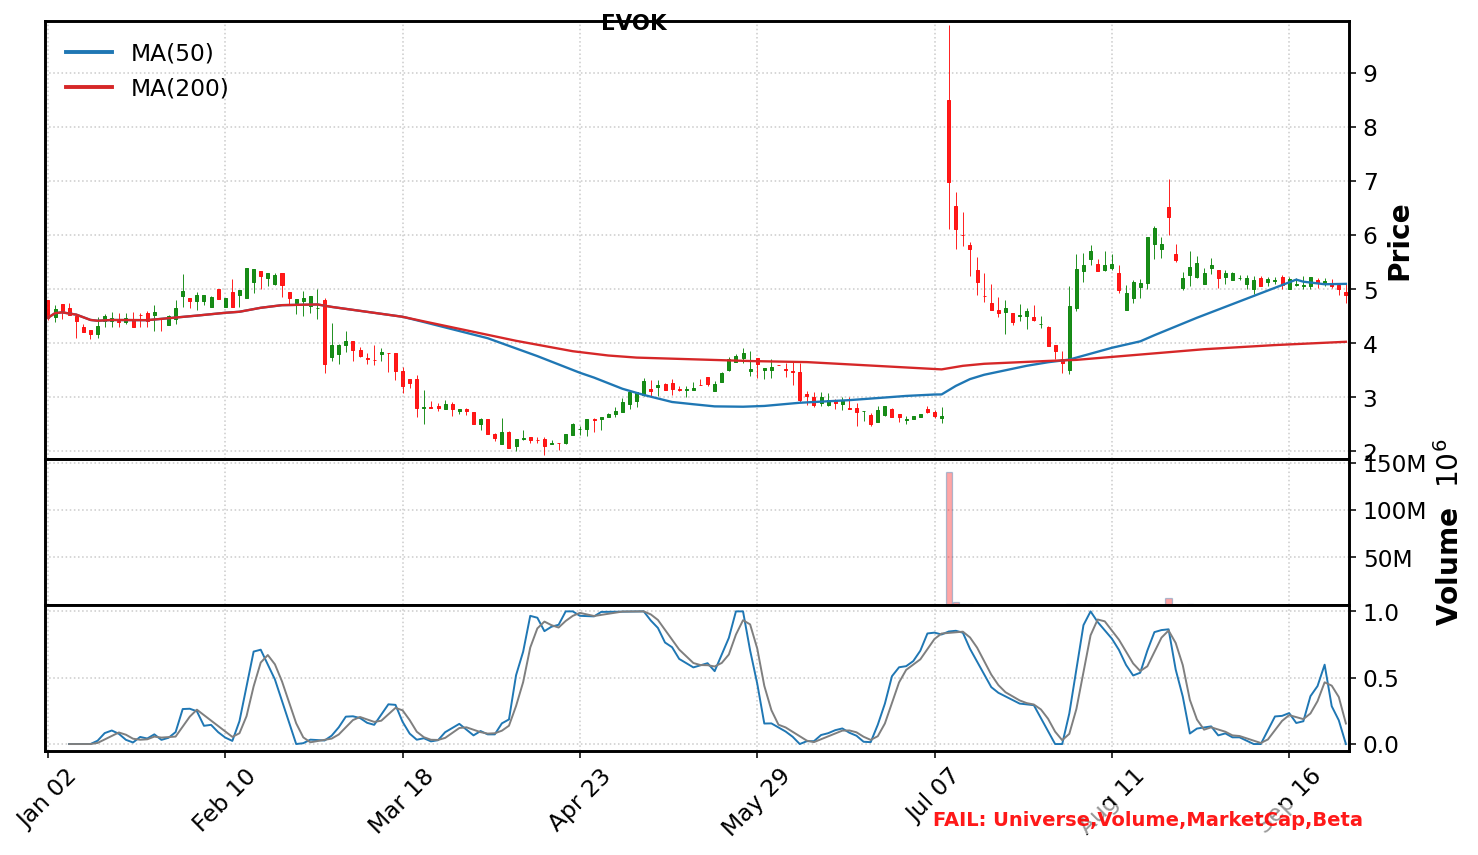 EVOK
MA(50)
MA(200)
9
8
7
6
5
4
3
2
Price
150M
100M
50M
Volume 10^6
1.0
0.5
0.0
Jan 02
Feb 10
Mar 18
Apr 23
May 29
Jul 07
Aug 11
Sep 16
FAIL: Universe,Volume,MarketCap,Beta